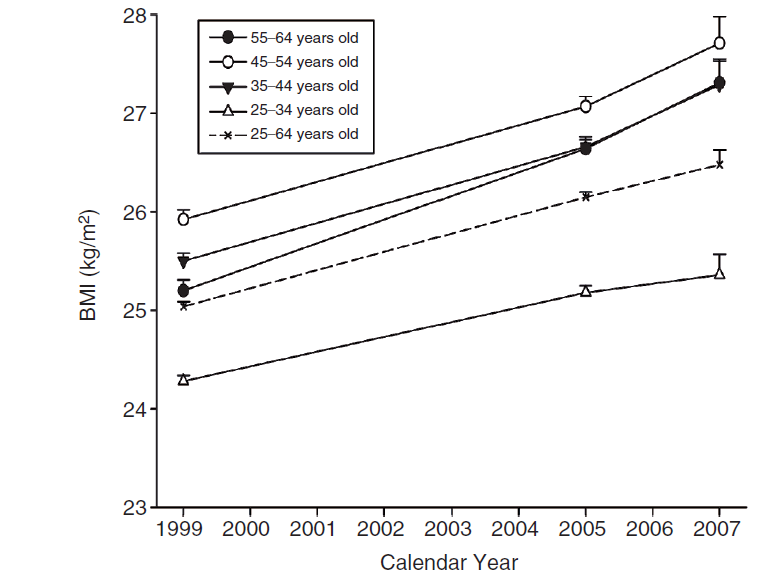 28
55–64 years old
45–54 years old
35–44 years old
25–34 years old
25–64 years old
27
26
25
24
23
BMI (kg/m²)
1999 2000 2001 2002 2003 2004 2005 2006 2007
Calendar Year